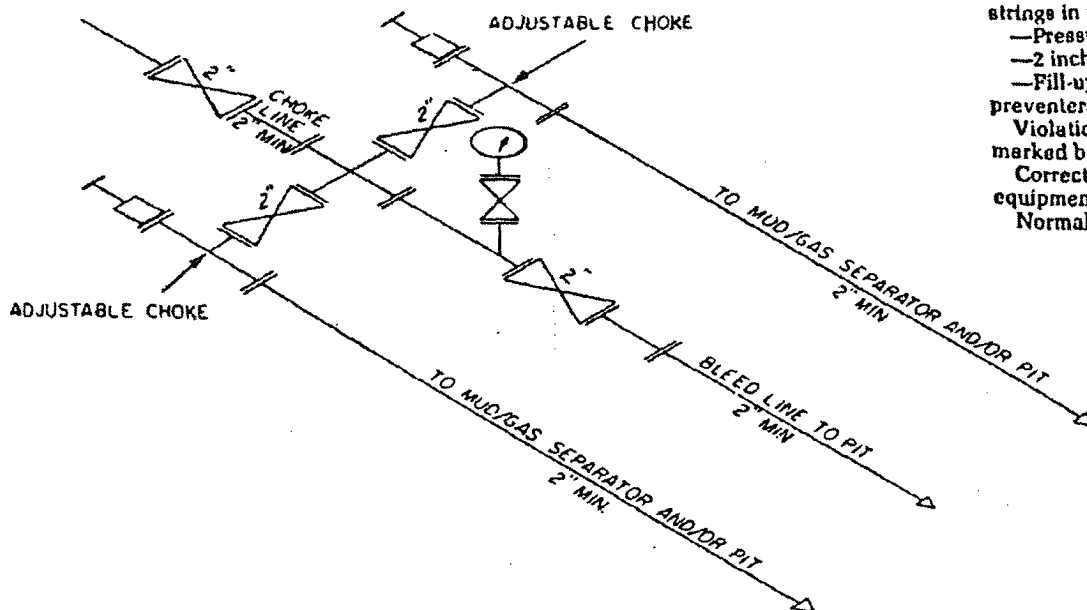 ADJUSTABLE CHOKE
2"
CHOKE
LINE
2" MIN
2"
2"
ADJUSTABLE CHOKE
2"
TO MUD/GAS SEPARATOR AND/OR PIT
2" MIN
BLEED LINE TO PIT
2" MIN
TO MUD/GAS SEPARATOR AND/OR PIT
2" MIN.
strings in
—Press
—2 inch
—Fill-u
preventer
Violatio
marked b
Correct
equipmen
Normal